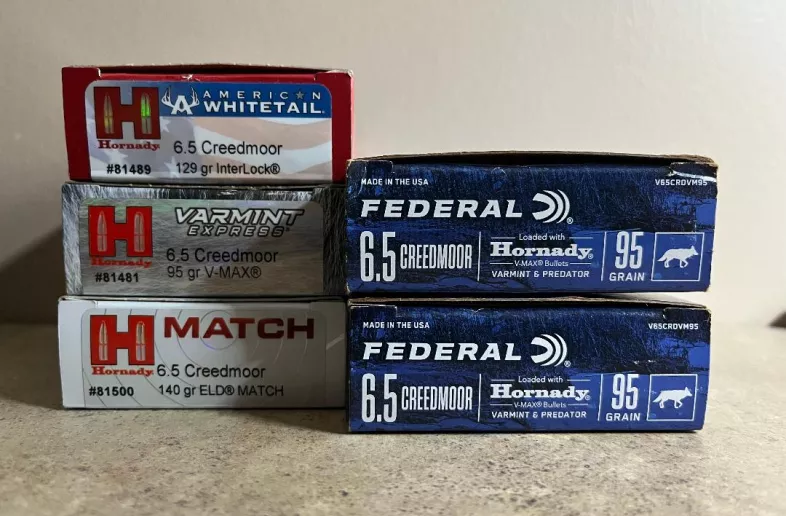 AMERICAN
WHITETAIL
Hornady
6.5 Creedmoor
#81489
129 gr InterLock®
VARMINT
EXPRESS®
Hornady
6.5 Creedmoor
#81481
95 gr V-MAX®
MATCH
Hornady
6.5 Creedmoor
#81500
140 gr ELD® MATCH
MADE IN THE USA
V65CRDVM95
FEDERAL®
6.5 CREEDMOOR
Loaded with
Hornady®
V-MAX® Bullets
VARMINT & PREDATOR
95
GRAIN
MADE IN THE USA
V65CRDVM95
FEDERAL®
6.5 CREEDMOOR
Loaded with
Hornady®
V-MAX® Bullets
VARMINT & PREDATOR
95
GRAIN